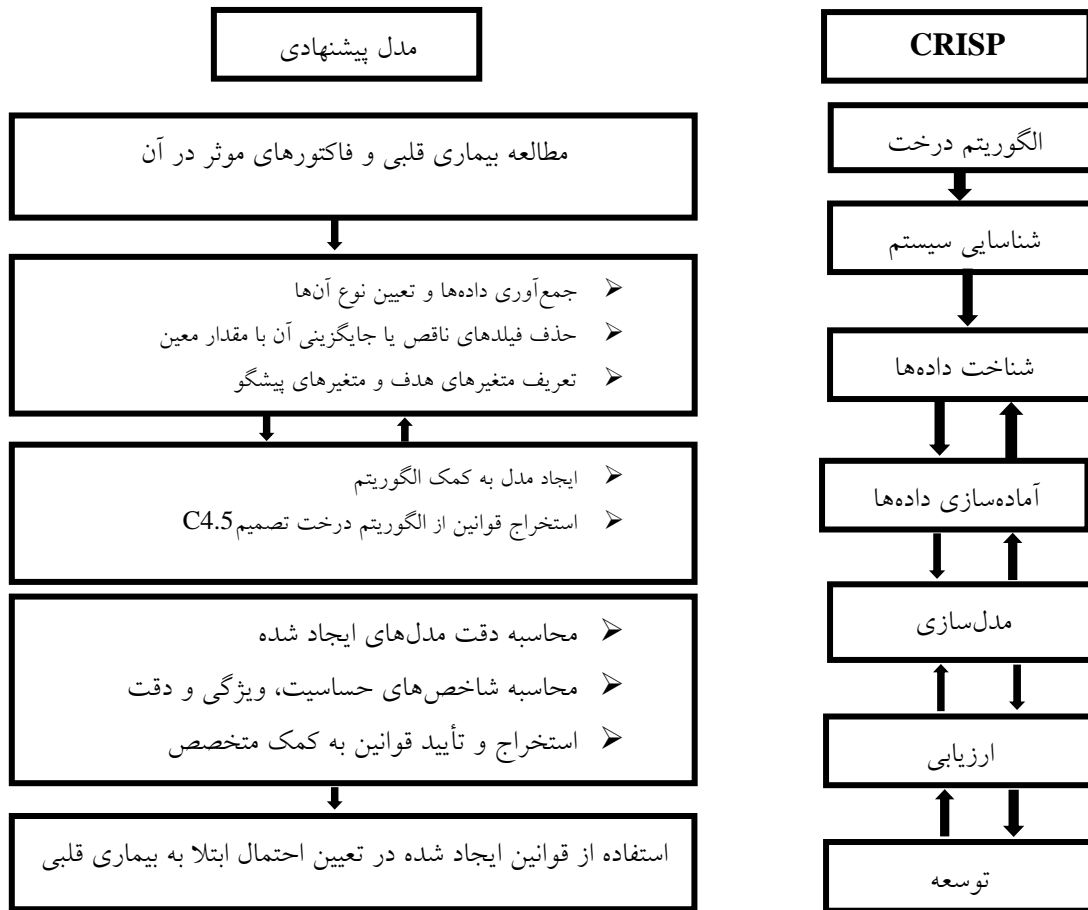 مدل پیشنهادی
مطالعه بیماری قلبی و فاکتورهای موثر در آن
➢ جمع‌آوری داده‌ها و تعیین نوع آن‌ها
➢ حذف فیلدهای ناقص یا جایگزینی آن با مقدار معین
➢ تعریف متغیرهای هدف و متغیرهای پیشگو
➢ ایجاد مدل به کمک الگوریتم
➢ استخراج قوانین از الگوریتم درخت تصمیم C4.5
➢ محاسبه دقت مدل‌های ایجاد شده
➢ محاسبه شاخص‌های حساسیت، ویژگی و دقت
➢ استخراج و تأیید قوانین به کمک متخصص
استفاده از قوانین ایجاد شده در تعیین احتمال ابتلا به بیماری قلبی
CRISP
الگوریتم درخت
شناسایی سیستم
شناخت داده‌ها
آماده‌سازی داده‌ها
مدل‌سازی
ارزیابی
توسعه